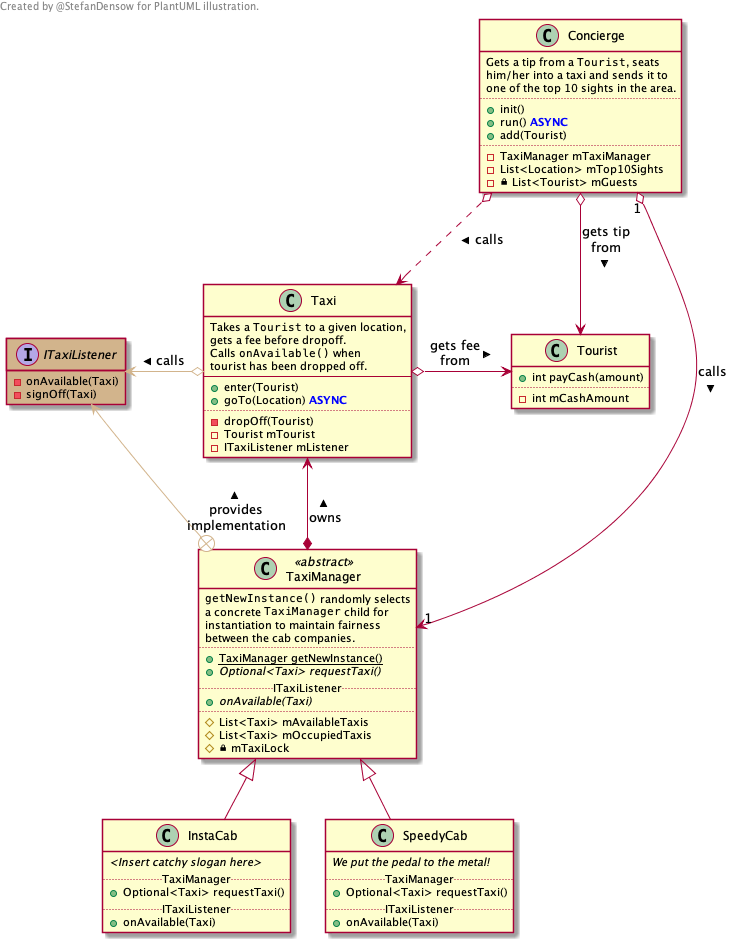 Created by @StefanDensow for PlantUML illustration.
C Concierge
Gets a tip from a Tourist, seats
him/her into a taxi and sends it to
one of the top 10 sights in the area.
init()
run() ASYNC
add(Tourist)
TaxiManager mTaxiManager
List<Location> mTop10Sights
List<Tourist> mGuests
1
gets tip
from
▼
◄ calls
C Taxi
Takes a Tourist to a given location,
gets a fee before dropoff.
Calls onAvailable() when
tourist has been dropped off.
enter(Tourist)
goTo(Location) ASYNC
dropOff(Tourist)
Tourist mTourist
ITaxiListener mListener
I ITaxiListener
onAvailable(Taxi)
signOff(Taxi)
◄ calls
gets fee
from ►
C Tourist
int payCash(amount)
int mCashAmount
calls
▼
▲
provides
implementation
▲
owns
1
«abstract»
C TaxiManager
getNewInstance() randomly selects
a concrete TaxiManager child for
instantiation to maintain fairness
between the cab companies.
TaxiManager getNewInstance()
Optional<Taxi> requestTaxi()
ITaxiListener
onAvailable(Taxi)
List<Taxi> mAvailableTaxis
List<Taxi> mOccupiedTaxis
mTaxiLock
C InstaCab
<Insert catchy slogan here>
TaxiManager
Optional<Taxi> requestTaxi()
ITaxiListener
onAvailable(Taxi)
C SpeedyCab
We put the pedal to the metal!
TaxiManager
Optional<Taxi> requestTaxi()
ITaxiListener
onAvailable(Taxi)